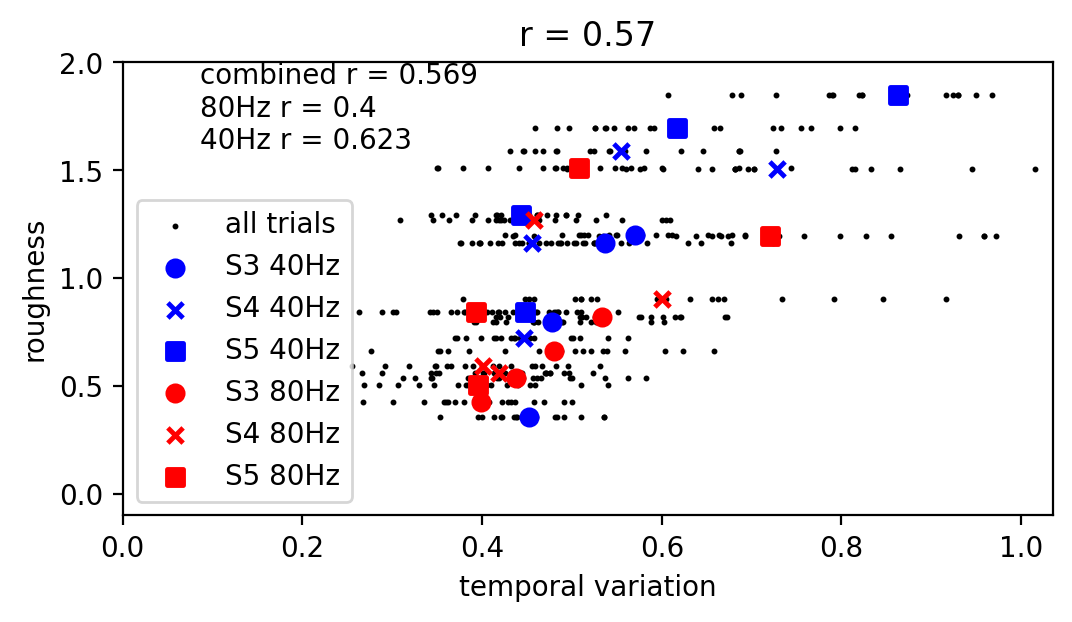 r = 0.57
combined r = 0.569
80Hz r = 0.4
40Hz r = 0.623
roughness
2.0
1.5
1.0
0.5
0.0
all trials
S3 40Hz
S4 40Hz
S5 40Hz
S3 80Hz
S4 80Hz
S5 80Hz
0.0 0.2 0.4 0.6 0.8 1.0
temporal variation